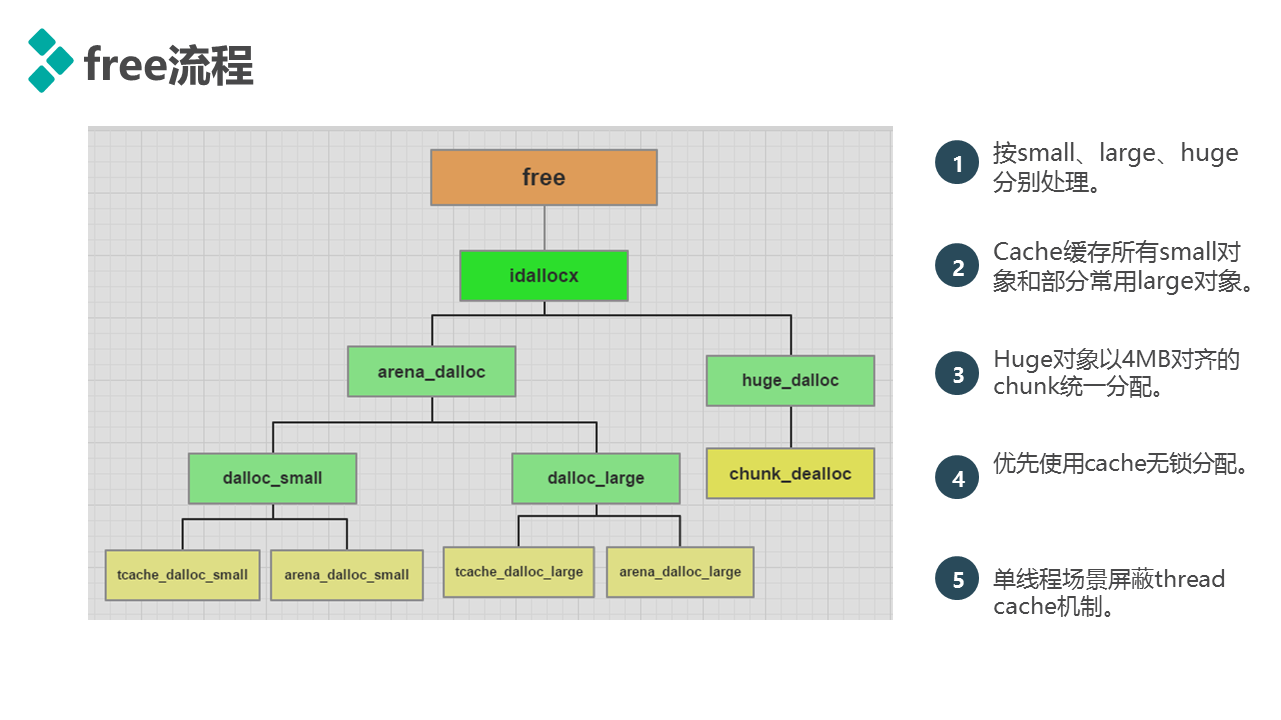 free流程
free
idallocx
arena_dalloc
huge_dalloc
dalloc_small
dalloc_large
chunk_dealloc
tcache_dalloc_small
arena_dalloc_small
tcache_dalloc_large
arena_dalloc_large
1
按small、large、huge
分别处理。
2
Cache缓存所有small对
象和部分常用large对象。
3
Huge对象以4MB对齐的
chunk统一分配。
4
优先使用cache无锁分配。
5
单线程场景屏蔽thread
cache机制。